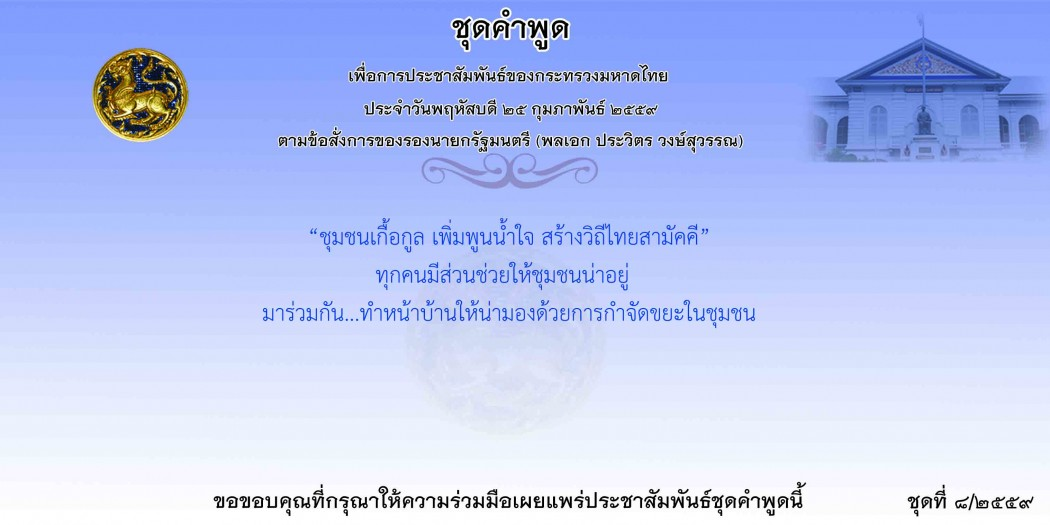 ชุดคำพูด
เพื่อการประชาสัมพันธ์ของกระทรวงมหาดไทย
ประจำวันพฤหัสบดี ๒๕ กุมภาพันธ์ ๒๕๕๙
ตามข้อสั่งการของรองนายกรัฐมนตรี (พลเอก ประวิตร วงษ์สุวรรณ)
“ชุมชนเกื้อกูล เพิ่มพูนน้ำใจ สร้างวิถีไทยสามัคคี”
ทุกคนมีส่วนช่วยให้ชุมชนน่าอยู่
มาร่วมกัน...ทำหน้าบ้านให้น่ามองด้วยการกำจัดขยะในชุมชน
ขอขอบคุณที่กรุณาให้ความร่วมมือเผยแพร่ประชาสัมพันธ์ชุดคำพูดนี้ ชุดที่ ๘/๒๕๕๙